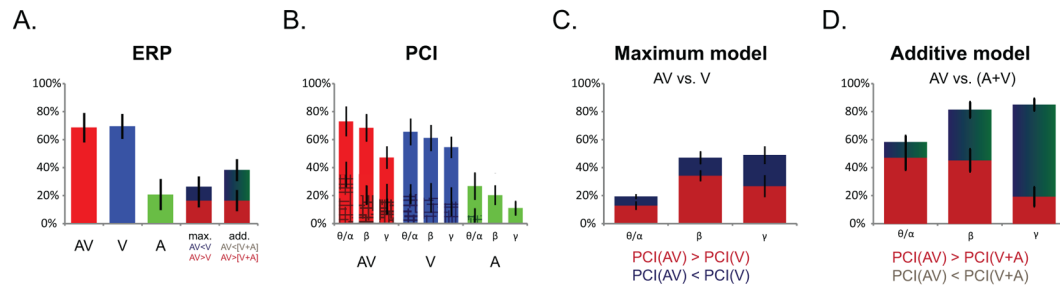 A.
ERP
100%
80%
60%
40%
20%
0%
AV
V
A
max.
AV<V
AV>V
add.
AV<[V+A]
AV>[V+A]
B.
PCI
100%
80%
60%
40%
20%
0%
θ/α β γ θ/α β γ θ/α β γ
AV V A
C.
Maximum model
AV vs. V
100%
80%
60%
40%
20%
0%
θ/α β γ
PCI(AV) > PCI(V)
PCI(AV) < PCI(V)
D.
Additive model
AV vs. (A+V)
100%
80%
60%
40%
20%
0%
θ/α β γ
PCI(AV) > PCI(V+A)
PCI(AV) < PCI(V+A)